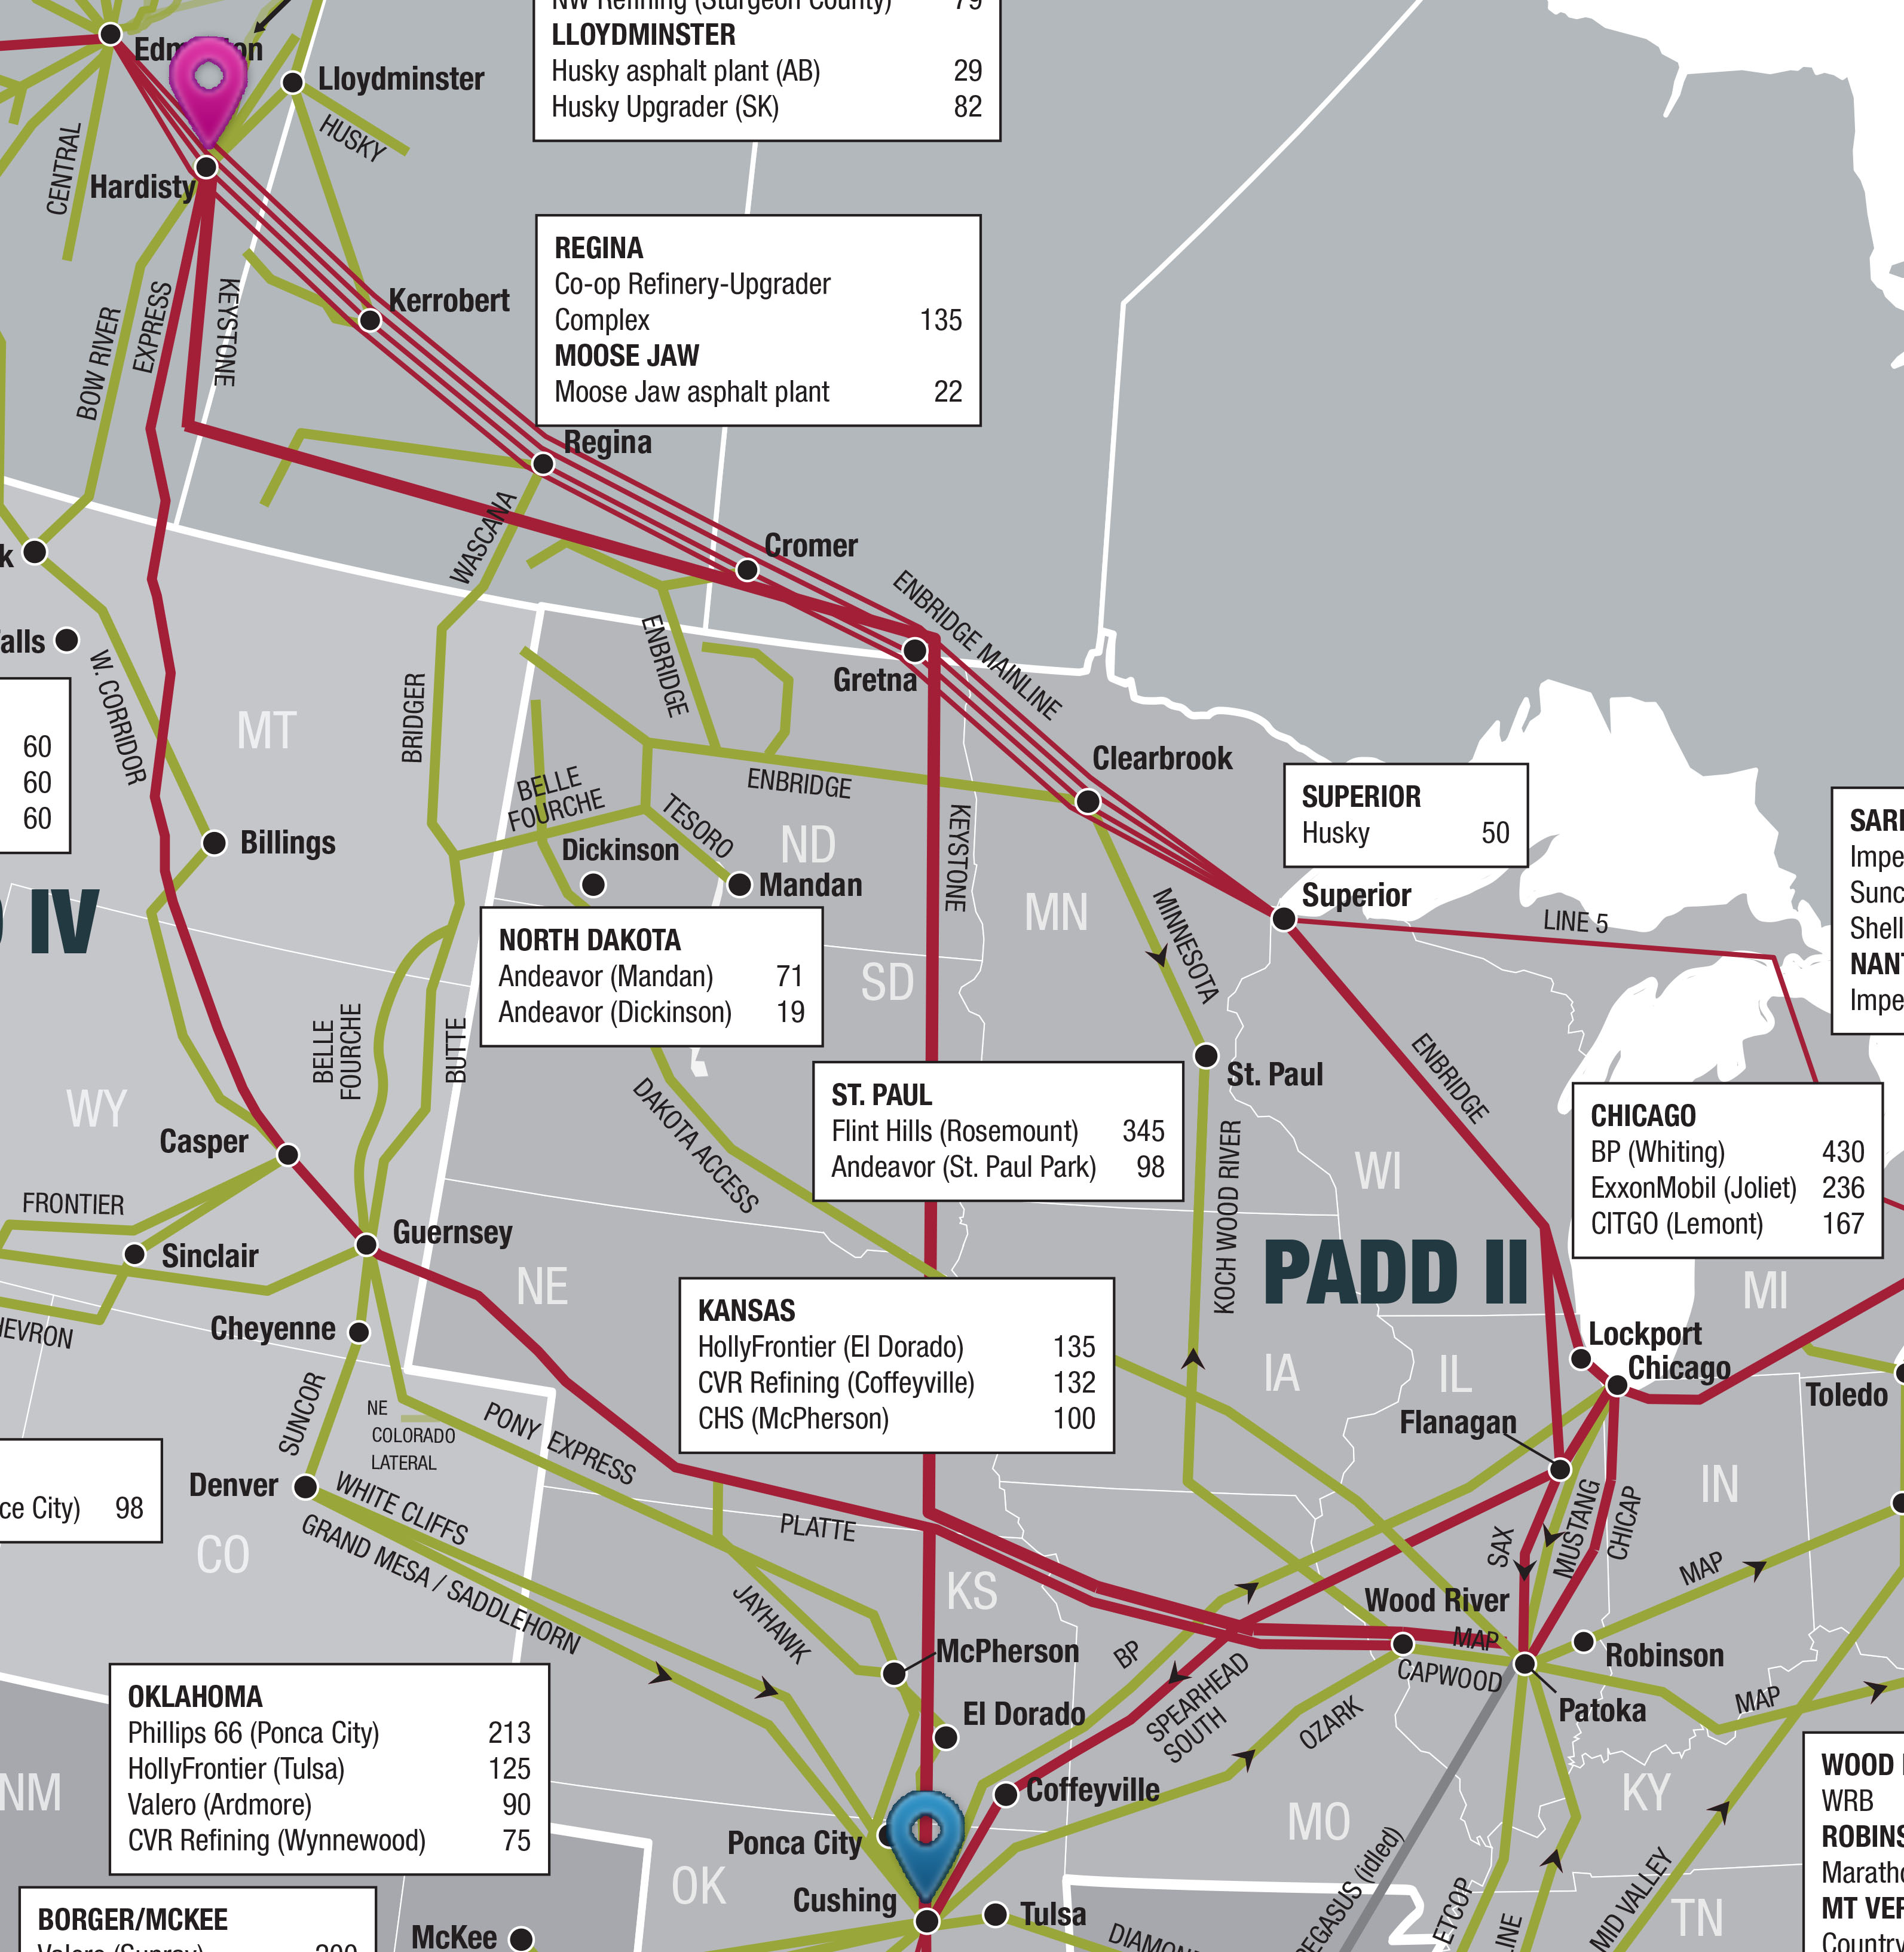 NW Refining (Sturgeon County) 79
LLOYDMINSTER
Husky asphalt plant (AB) 29
Husky Upgrader (SK) 82
Lloydminster
HUSKY
CENTRAL
Hardisty
REGINA
Co-op Refinery-Upgrader
Complex 135
MOOSE JAW
Moose Jaw asphalt plant 22
Kerrobert
BOW RIVER
EXPRESS
KEYSTONE
Regina
WASCANA
Cromer
ENBRIDGE MAINLINE
k
alls
W. CORRIDOR
Gretna
ENBRIDGE
MT
BRIDGER
60
60
60
Clearbrook
BELLE
FOURCHE
ENBRIDGE
TESORO
KEYSTONE
SUPERIOR
Husky 50
Billings
Dickinson
ND
Mandan
MN
Superior
LINE 5
IV
NORTH DAKOTA
Andeavor (Mandan) 71
Andeavor (Dickinson) 19
SD
MINNESOTA
SARN
Impe
Sunc
Shell
NANT
Impe
BELLE
FOURCHE
BUTTE
St. Paul
ENBRIDGE
WY
DAKOTA ACCESS
ST. PAUL
Flint Hills (Rosemount) 345
Andeavor (St. Paul Park) 98
CHICAGO
BP (Whiting) 430
ExxonMobil (Joliet) 236
CITGO (Lemont) 167
Casper
KOCH WOOD RIVER
WI
FRONTIER
Guernsey
Sinclair
NE
PADD II
MI
HEVRON
Cheyenne
KANSAS
HollyFrontier (El Dorado) 135
CVR Refining (Coffeyville) 132
CHS (McPherson) 100
Lockport
Chicago
IA
IL
Toledo
SUNCOR
NE
COLORADO
LATERAL
PONY EXPRESS
Flanagan
Denver
WHITE CLIFFS
GRAND MESA / SADDLEHORN
ce City) 98
PLATTE
IN
SAX
MUSTANG
CHICAP
CO
JAYHAWK
KS
Wood River
MAP
MAP
McPherson
BP
SPEARHEAD
SOUTH
CAPWOOD
Robinson
OKLAHOMA
Phillips 66 (Ponca City) 213
HollyFrontier (Tulsa) 125
Valero (Ardmore) 90
CVR Refining (Wynnewood) 75
El Dorado
OZARK
Patoka
MAP
NM
Coffeyville
MO
KY
WOOD
WRB
ROBINS
Maratho
MT VER
Country
Ponca City
OK
Cushing
Tulsa
PEGASUS (idled)
ETCOP
LINE
MID VALLEY
TN
BORGER/MCKEE
Valero (Sunray) 200
McKee
DIAMON